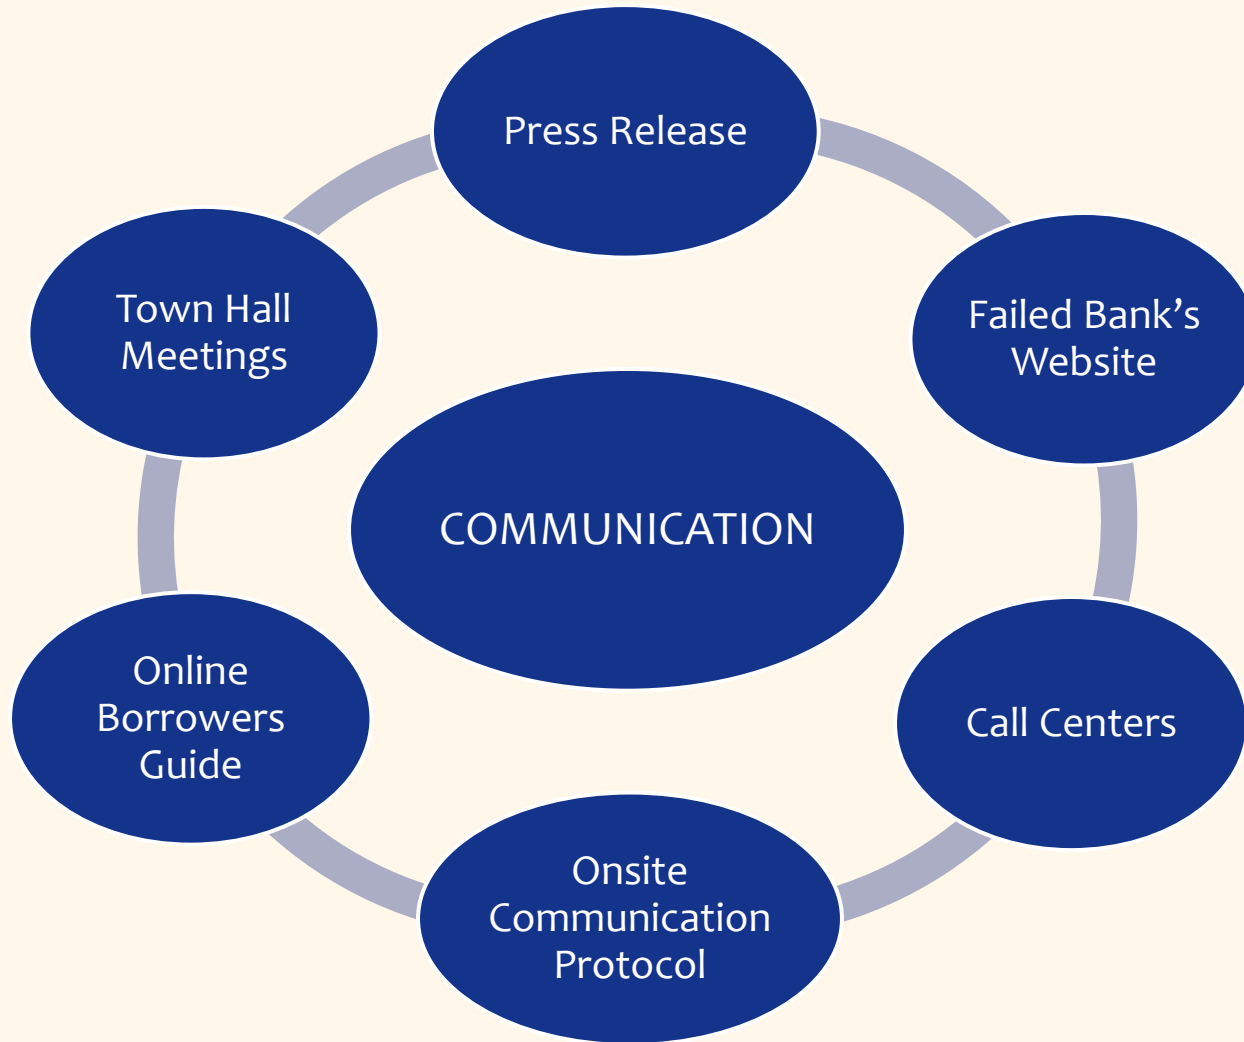 Press Release
Town Hall
Meetings
Failed Bank’s
Website
COMMUNICATION
Online
Borrowers
Guide
Call Centers
Onsite
Communication
Protocol